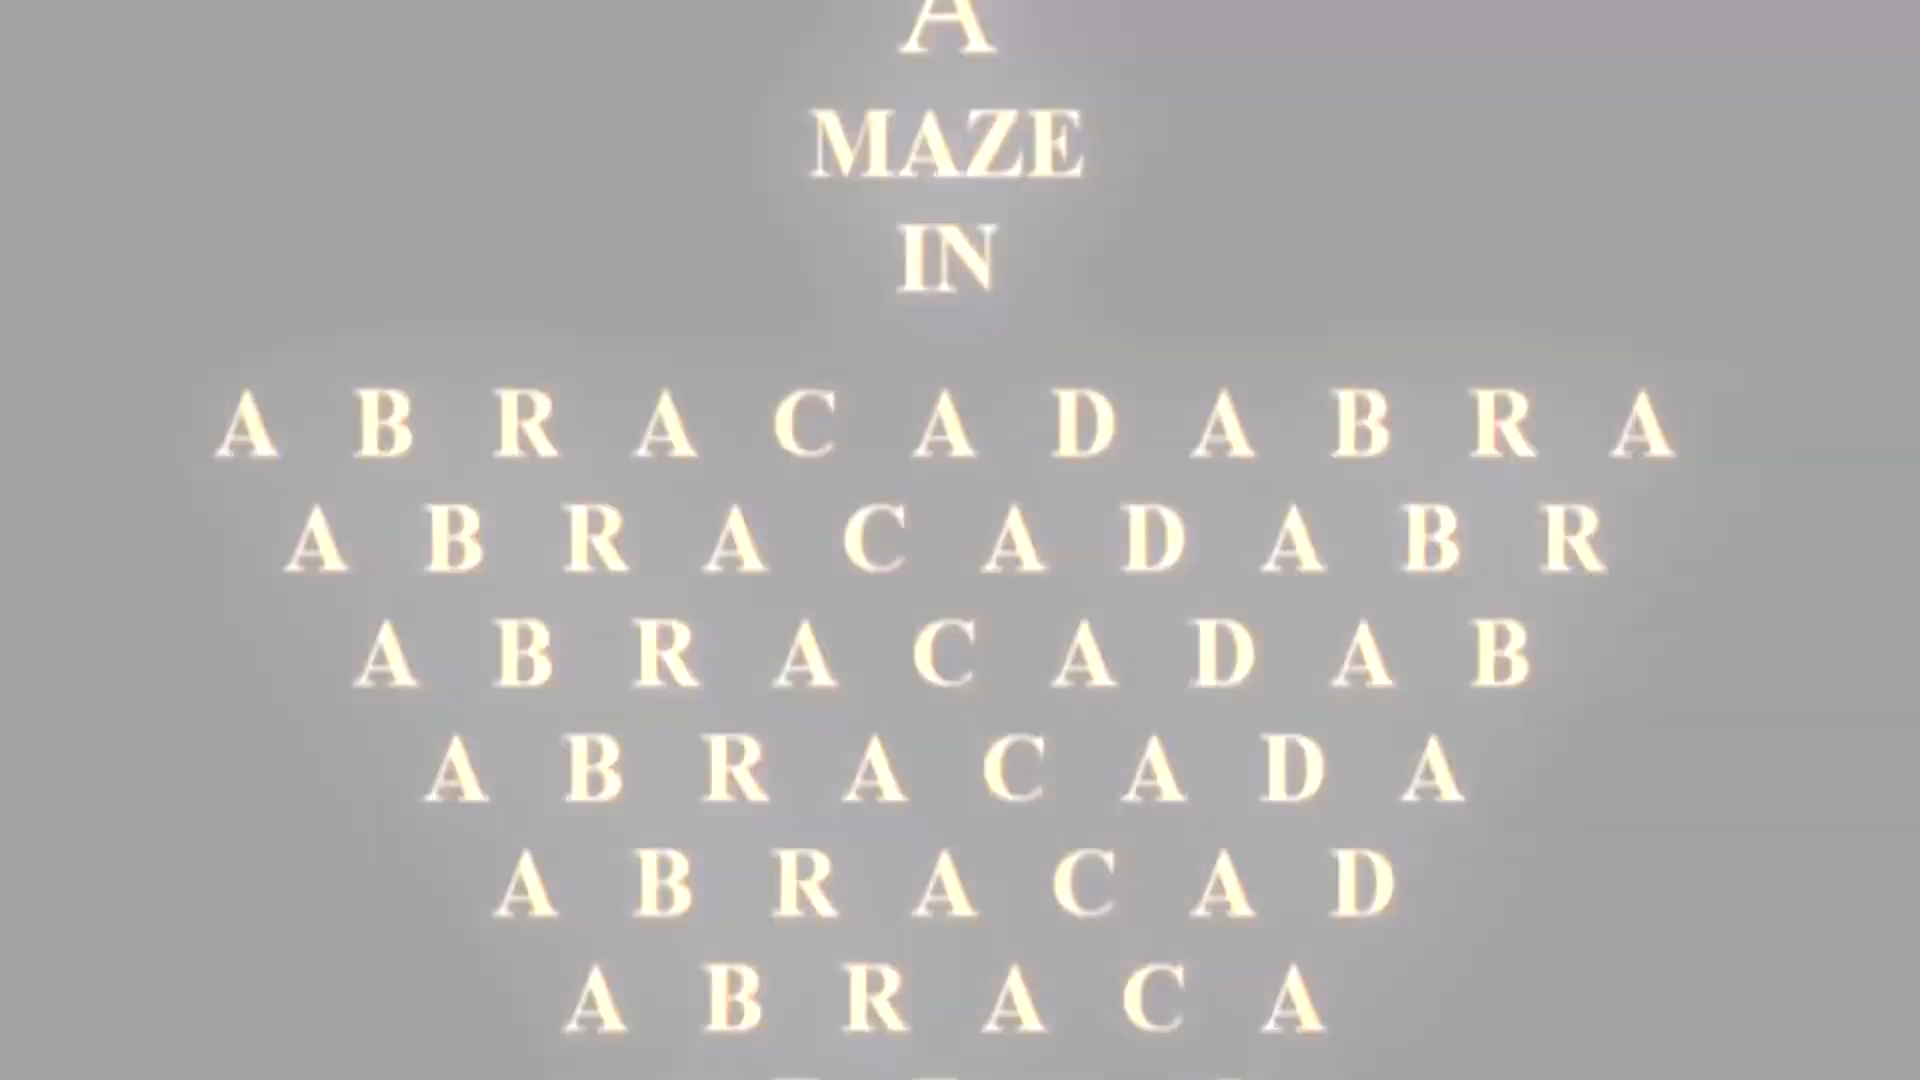 A
MAZE
IN
A B R A C A D A B R A
A B R A C A D A B R
A B R A C A D A B
A B R A C A D A
A B R A C A D
A B R A C A